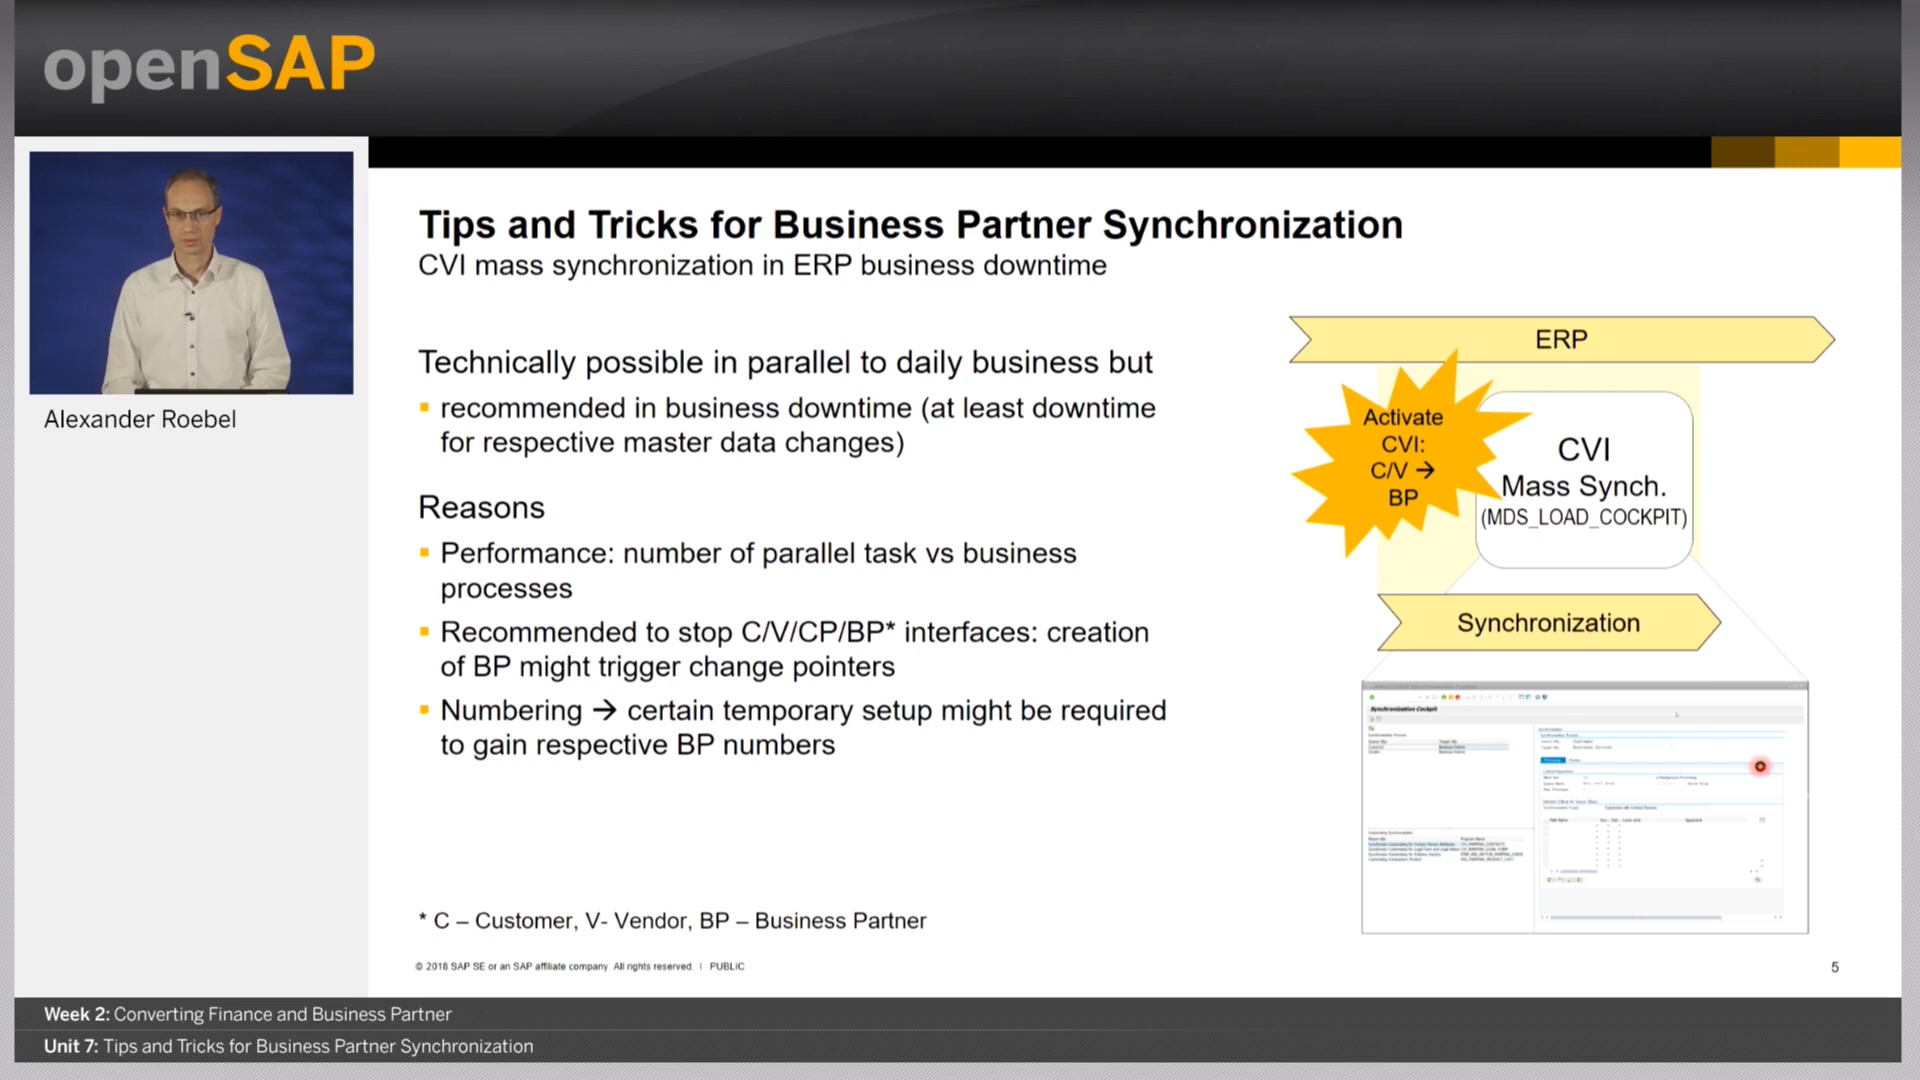 openSAP
Alexander Roebel
Tips and Tricks for Business Partner Synchronization
CVI mass synchronization in ERP business downtime
Technically possible in parallel to daily business but
▪ recommended in business downtime (at least downtime
for respective master data changes)
Reasons
▪ Performance: number of parallel task vs business
processes
▪ Recommended to stop C/V/CP/BP* interfaces: creation
of BP might trigger change pointers
▪ Numbering → certain temporary setup might be required
to gain respective BP numbers
* C – Customer, V- Vendor, BP – Business Partner
ERP
Activate
CVI:
C/V →
BP
CVI
Mass Synch.
(MDS_LOAD_COCKPIT)
Synchronization
Synchronization Cockpit
© 2018 SAP SE or an SAP affiliate company. All rights reserved. | PUBLIC
5
Week 2: Converting Finance and Business Partner
Unit 7: Tips and Tricks for Business Partner Synchronization